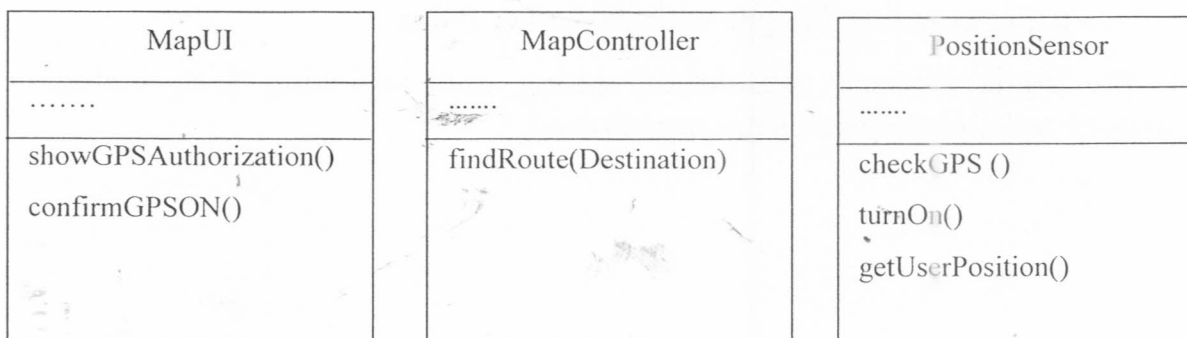 MapUI
.......
showGPSAuthorization()
confirmGPSON()
MapController
.......
findRoute(Destination)
PositionSensor
.......
checkGPS ()
turnOn()
getUserPosition()